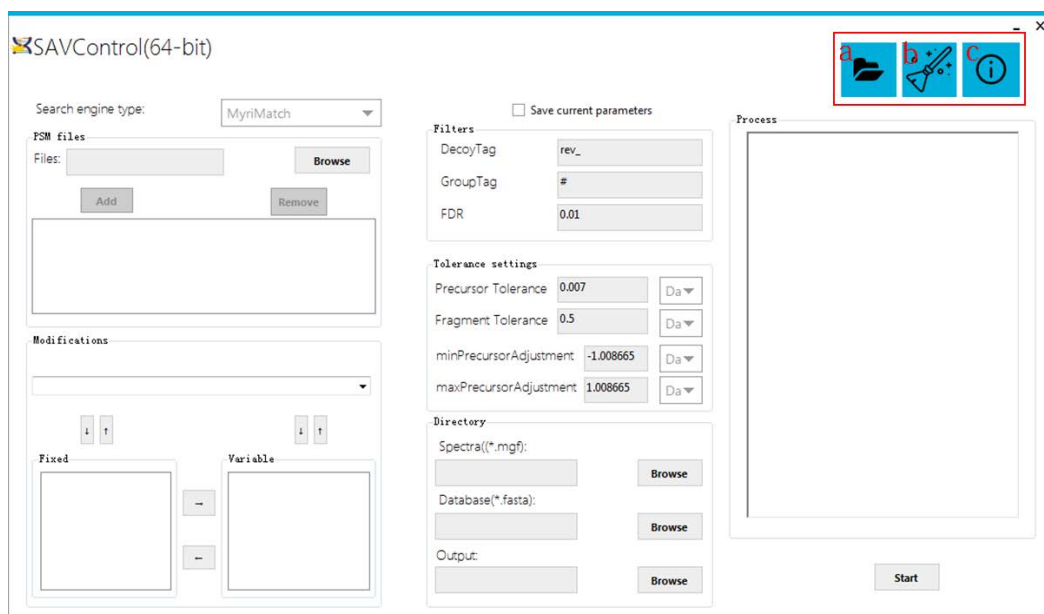 SAVControl(64-bit)
a b c
Search engine type: MyriMatch
PSM files
Files: Browse
Add Remove
Modifications
↓ ↑ ↓ ↑
Fixed Variable
→
←
Save current parameters
Filters
DecoyTag rev_
GroupTag #
FDR 0.01
Tolerance settings
Precursor Tolerance 0.007 Da
Fragment Tolerance 0.5 Da
minPrecursorAdjustment -1.008665 Da
maxPrecursorAdjustment 1.008665 Da
Directory
Spectra((*.mgf):
Browse
Database(*.fasta):
Browse
Output:
Browse
Process
Start